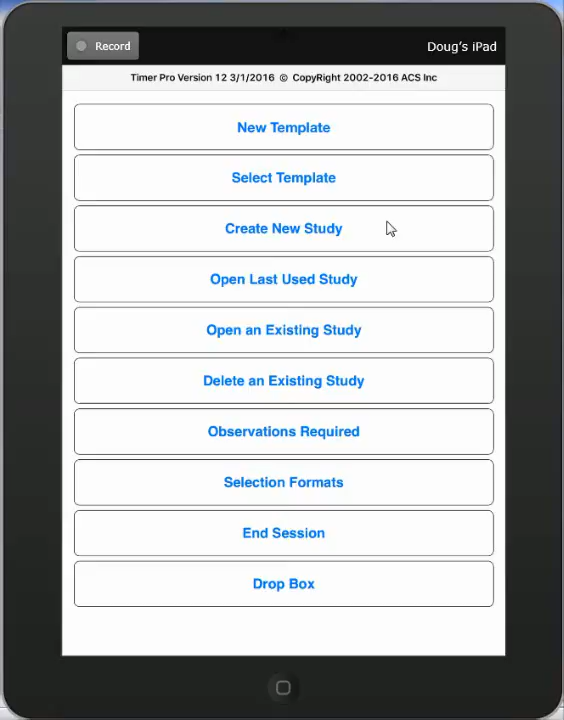 Record
Doug's iPad
Timer Pro Version 12 3/1/2016 © CopyRight 2002-2016 ACS Inc
New Template
Select Template
Create New Study
Open Last Used Study
Open an Existing Study
Delete an Existing Study
Observations Required
Selection Formats
End Session
Drop Box